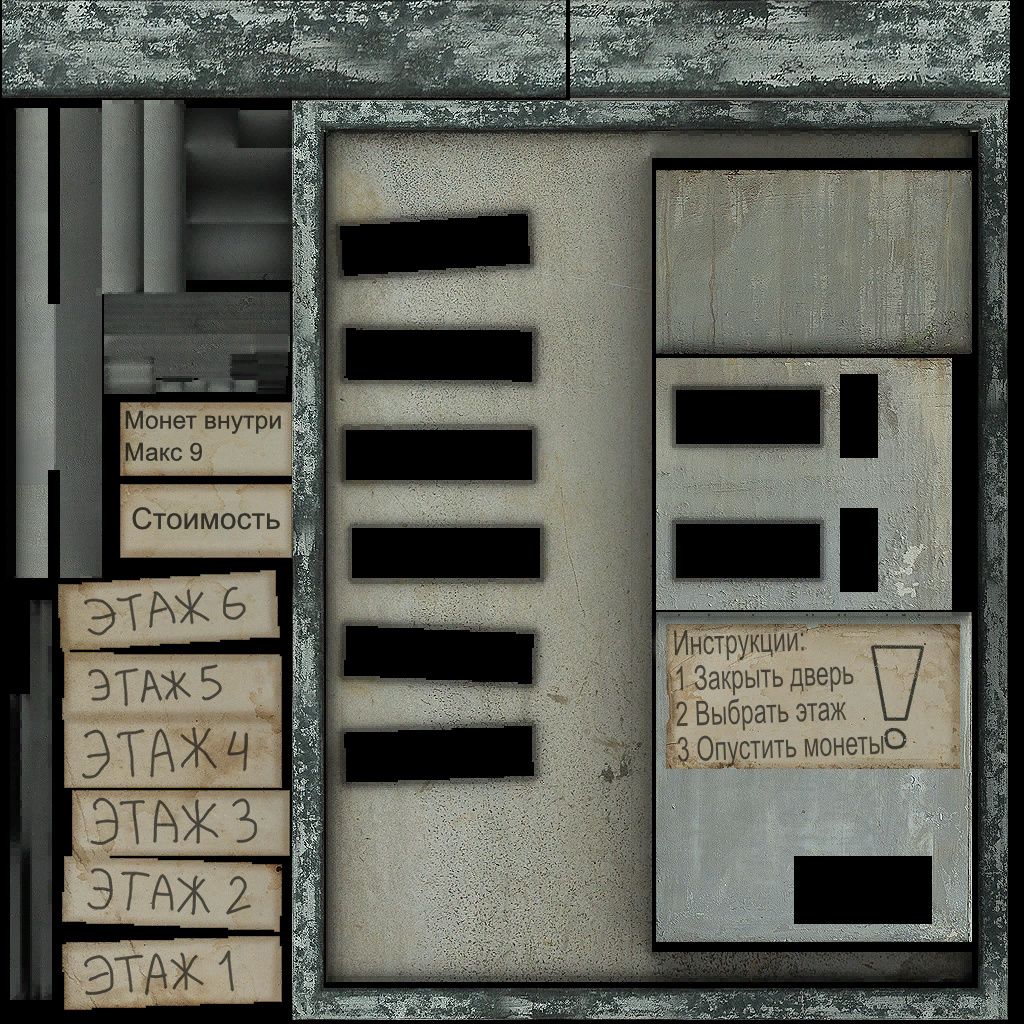 Монет внутри
Макс 9
Стоимость
ЭТАЖ 6
ЭТАЖ 5
ЭТАЖ 4
ЭТАЖ 3
ЭТАЖ 2
ЭТАЖ 1
Инструкции:
1 Закрыть дверь
2 Выбрать этаж
3 Опустить монеты
!